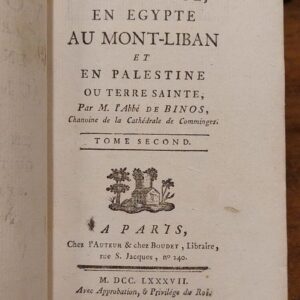 EN EGYPTE
AU MONT-LIBAN
ET
EN PALESTINE
OU TERRE SAINTE,
Par M. l'Abbé DE BINOS,
Chanoine de la Cathédrale de Comminges.
TOME SECOND.
A PARIS,
Chez l'AUTEUR & chez BOUDET, Libraire,
rue S. Jacques, nº 240.
M. DCC. LXXXVII.
Avec Approbation, & Privilége du Roi.